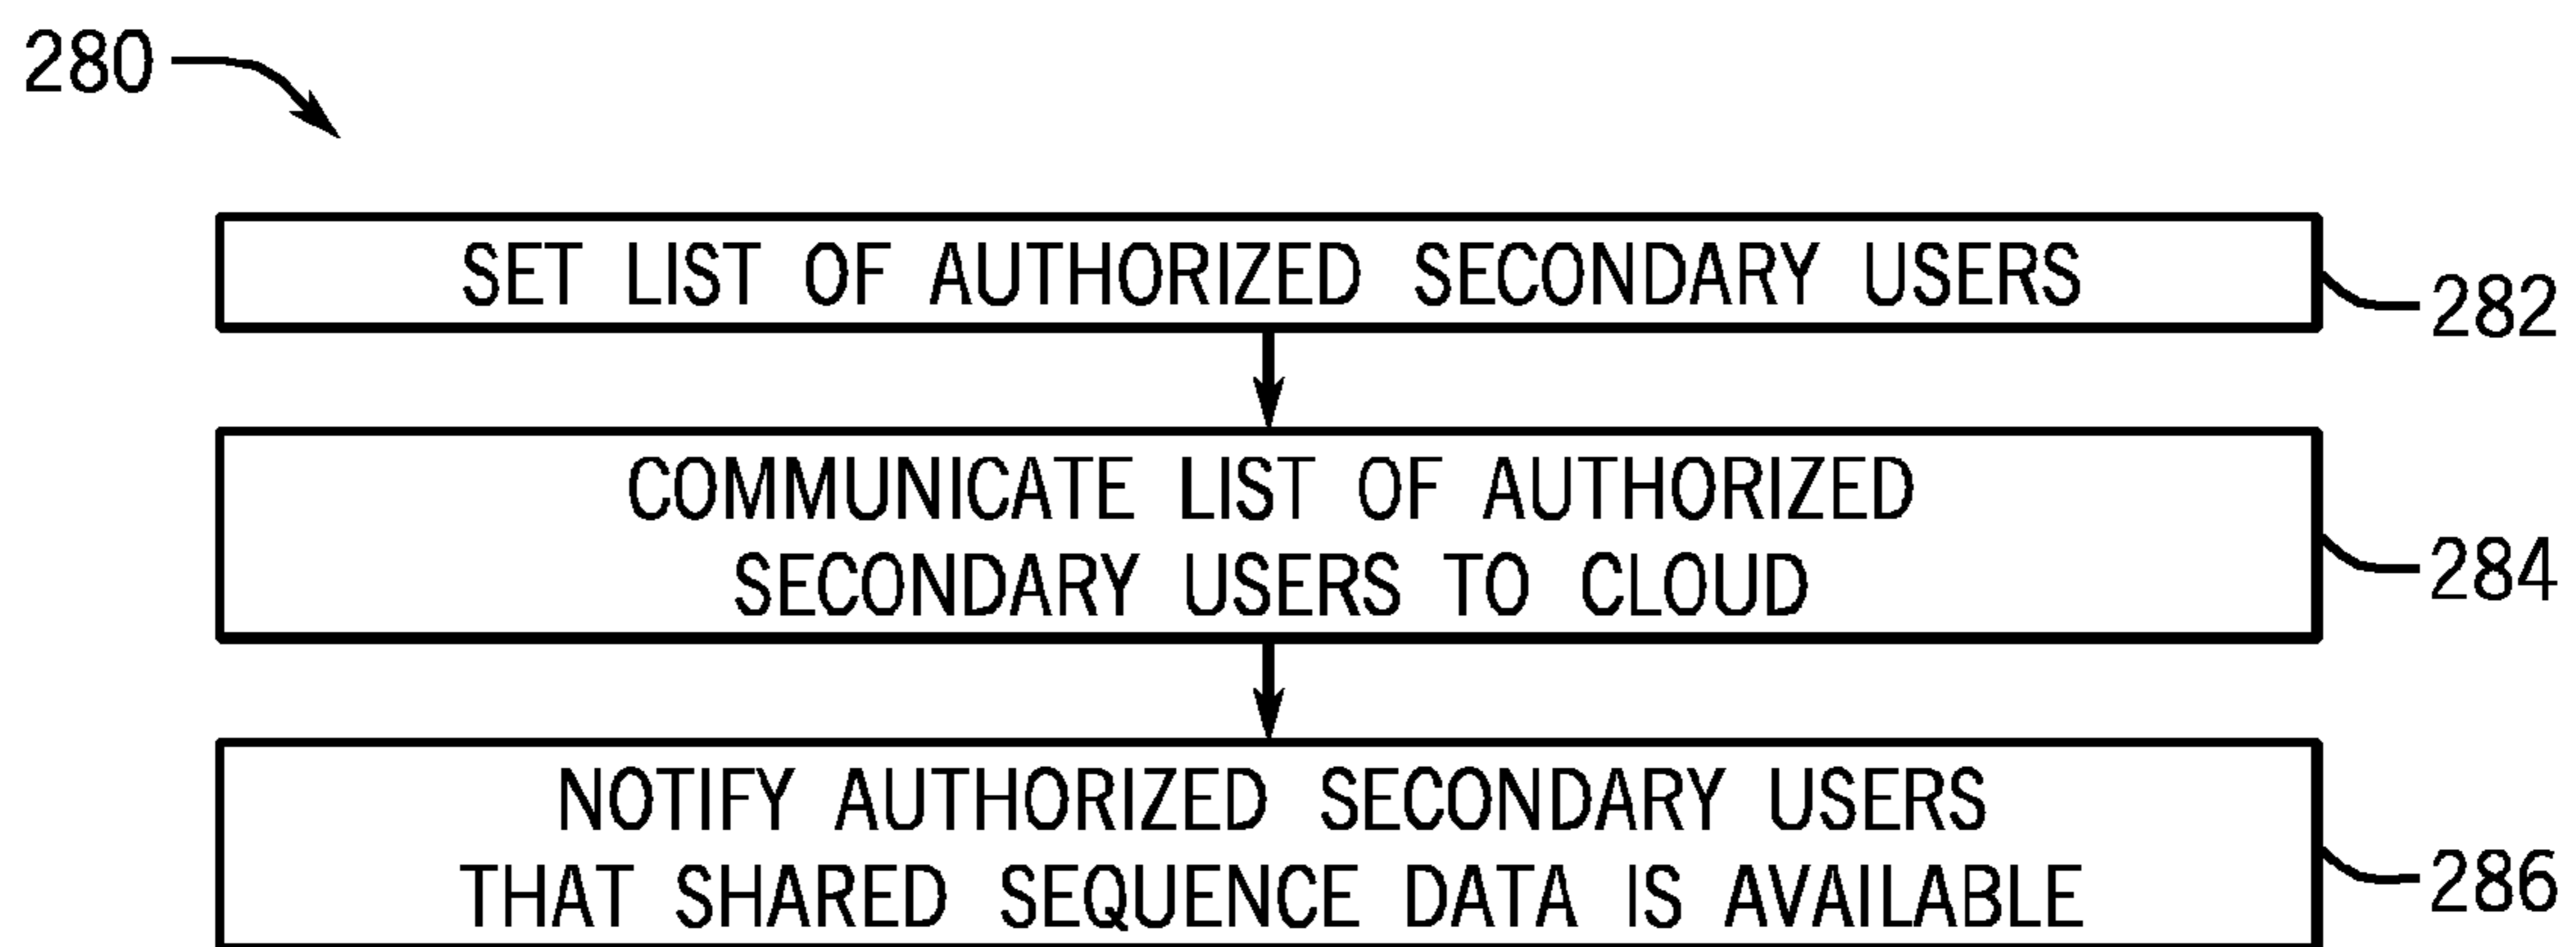 280
SET LIST OF AUTHORIZED SECONDARY USERS
282
COMMUNICATE LIST OF AUTHORIZED
SECONDARY USERS TO CLOUD
284
NOTIFY AUTHORIZED SECONDARY USERS
THAT SHARED SEQUENCE DATA IS AVAILABLE
286